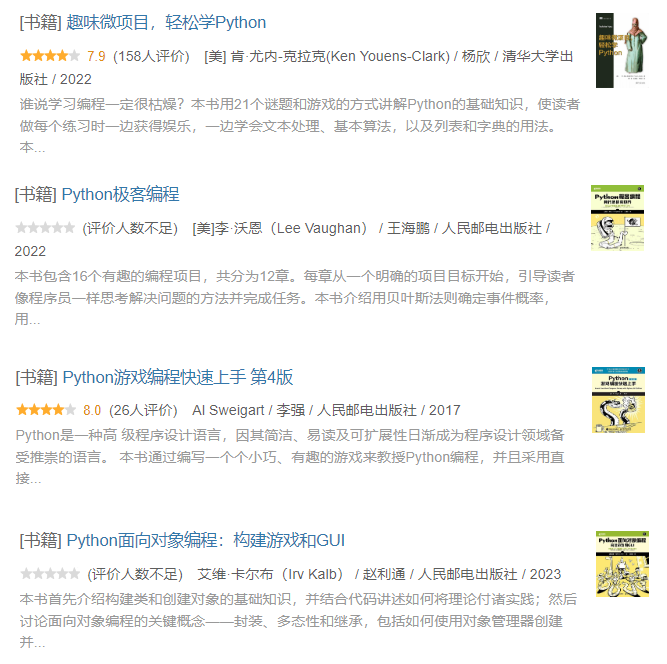 [书籍] 趣味微项目，轻松学Python
7.9 (158人评价) [美] 肯·尤内-克拉克(Ken Youens-Clark) / 杨欣 / 清华大学出
版社 / 2022
谁说学习编程一定很枯燥？本书用21个谜题和游戏的方式讲解Python的基础知识，使读者
做每个练习时一边获得娱乐，一边学会文本处理、基本算法，以及列表和字典的用法。
本...
[书籍] Python极客编程
(评价人数不足) [美]李·沃恩（Lee Vaughan） / 王海鹏 / 人民邮电出版社 /
2022
本书包含16个有趣的编程项目，共分为12章。每章从一个明确的项目目标开始，引导读者
像程序员一样思考解决问题的方法并完成任务。本书介绍用贝叶斯法则确定事件概率，
用...
[书籍] Python游戏编程快速上手 第4版
8.0 (26人评价) Al Sweigart / 李强 / 人民邮电出版社 / 2017
Python是一种高 级程序设计语言，因其简洁、易读及可扩展性日渐成为程序设计领域备
受推崇的语言。 本书通过编写一个个小巧、有趣的游戏来教授Python编程，并且采用直
接...
[书籍] Python面向对象编程：构建游戏和GUI
(评价人数不足) 艾维·卡尔布（Irv Kalb） / 赵利通 / 人民邮电出版社 / 2023
本书首先介绍构建类和创建对象的基础知识，并结合代码讲述如何将理论付诸实践；然后
讨论面向对象编程的关键概念——封装、多态性和继承，包括如何使用对象管理器创建
并...